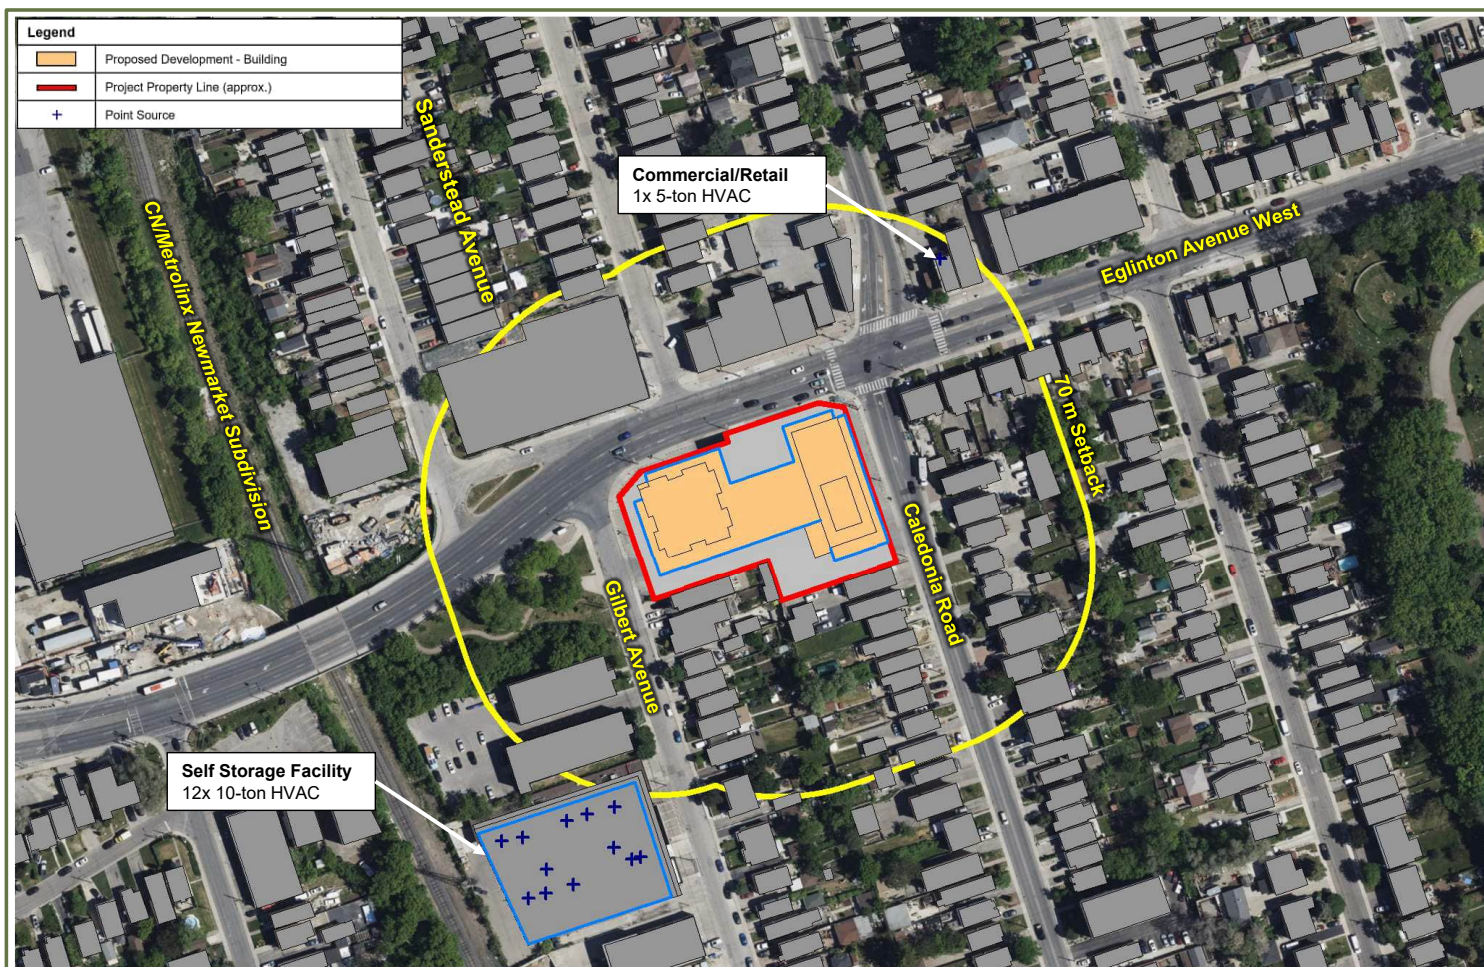 Legend
Proposed Development - Building
Project Property Line (approx.)
Point Source
Sanderstead Avenue
Commercial/Retail
1x 5-ton HVAC
Eglinton Avenue West
CN/Metrolinx Newmarket Subdivision
70 m Setback
Caledonia Road
Gilbert Avenue
Self Storage Facility
12x 10-ton HVAC